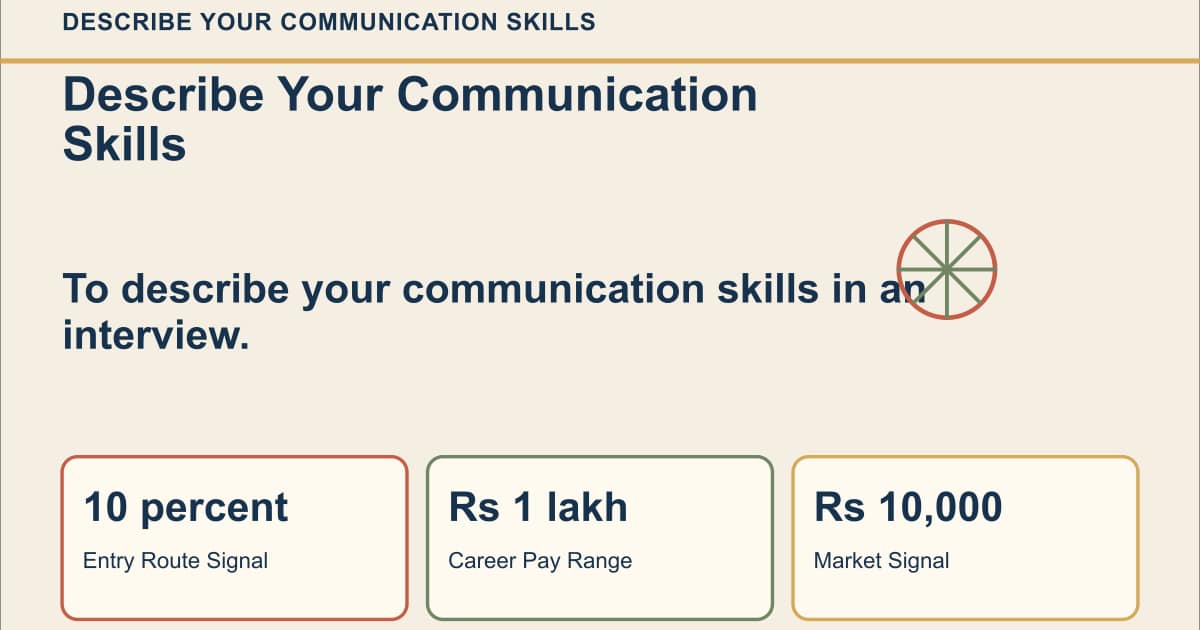 DESCRIBE YOUR COMMUNICATION SKILLS
Describe Your Communication
Skills
To describe your communication skills in an
interview.
10 percent
Entry Route Signal
Rs 1 lakh
Career Pay Range
Rs 10,000
Market Signal